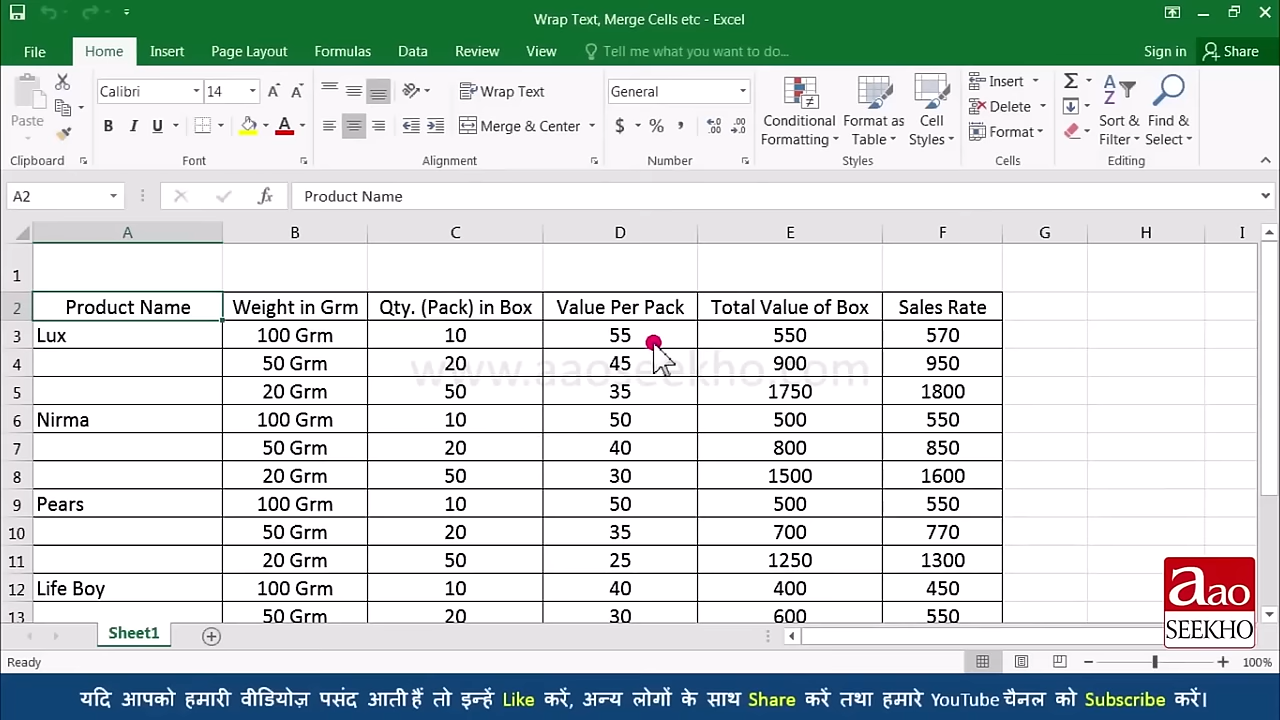 Wrap Text, Merge Cells etc - Excel
File Home Insert Page Layout Formulas Data Review View Tell me what you want to do... Sign in Share
Paste Calibri 14 Wrap Text General Conditional Formatting Format as Table Cell Styles Insert Sort & Filter Find & Select
Delete
B I U A Merge & Center $ % , Format
Clipboard Font Alignment Number Styles Cells Editing
A2 fx Product Name
A B C D E F G H I
1
2 Product Name Weight in Grm Qty. (Pack) in Box Value Per Pack Total Value of Box Sales Rate
3 Lux 100 Grm 10 55 550 570
4 50 Grm 20 45 900 950
www.aaoseekho.com
5 20 Grm 50 35 1750 1800
6 Nirma 100 Grm 10 50 500 550
7 50 Grm 20 40 800 850
8 20 Grm 50 30 1500 1600
9 Pears 100 Grm 10 50 500 550
10 50 Grm 20 35 700 770
11 20 Grm 50 25 1250 1300
12 Life Boy 100 Grm 10 40 400 450
13 50 Grm 20 30 600 550
aao
SEEKHO
Sheet1
Ready 100%
यदि आपको हमारी वीडियोज़ पसंद आती हैं तो इन्हें Like करें, अन्य लोगों के साथ Share करें तथा हमारे YouTube चैनल को Subscribe करें।